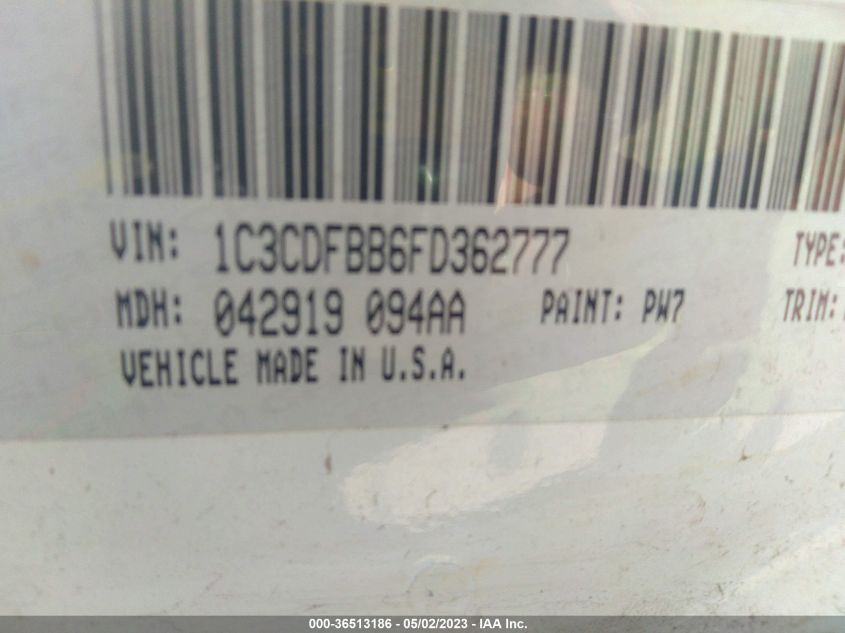 VIN: 1C3CDFBB6FD362777 TYPE:
MDH: 042919 094AA PAINT: PW7 TRIM:
VEHICLE MADE IN U.S.A.
000-36513186 - 05/02/2023 - IAA Inc.